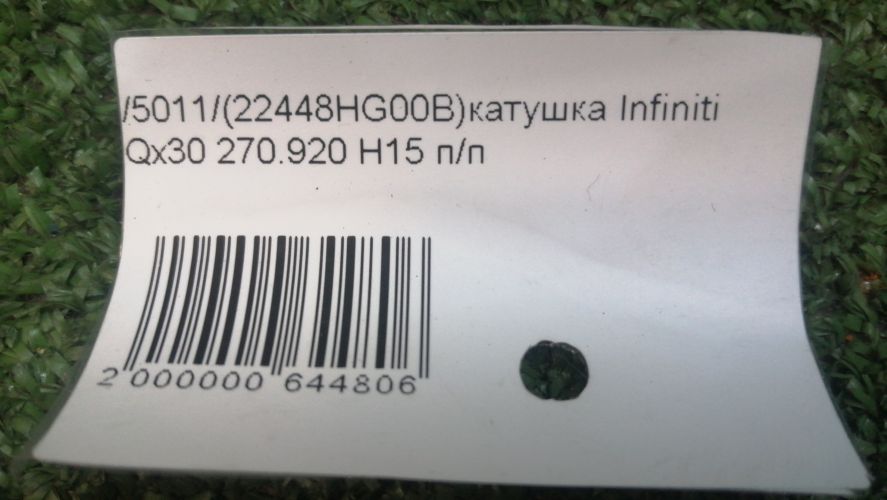 /5011/(22448HG00B)катушка Infiniti
Qx30 270.920 H15 п/п
2 000000 644806